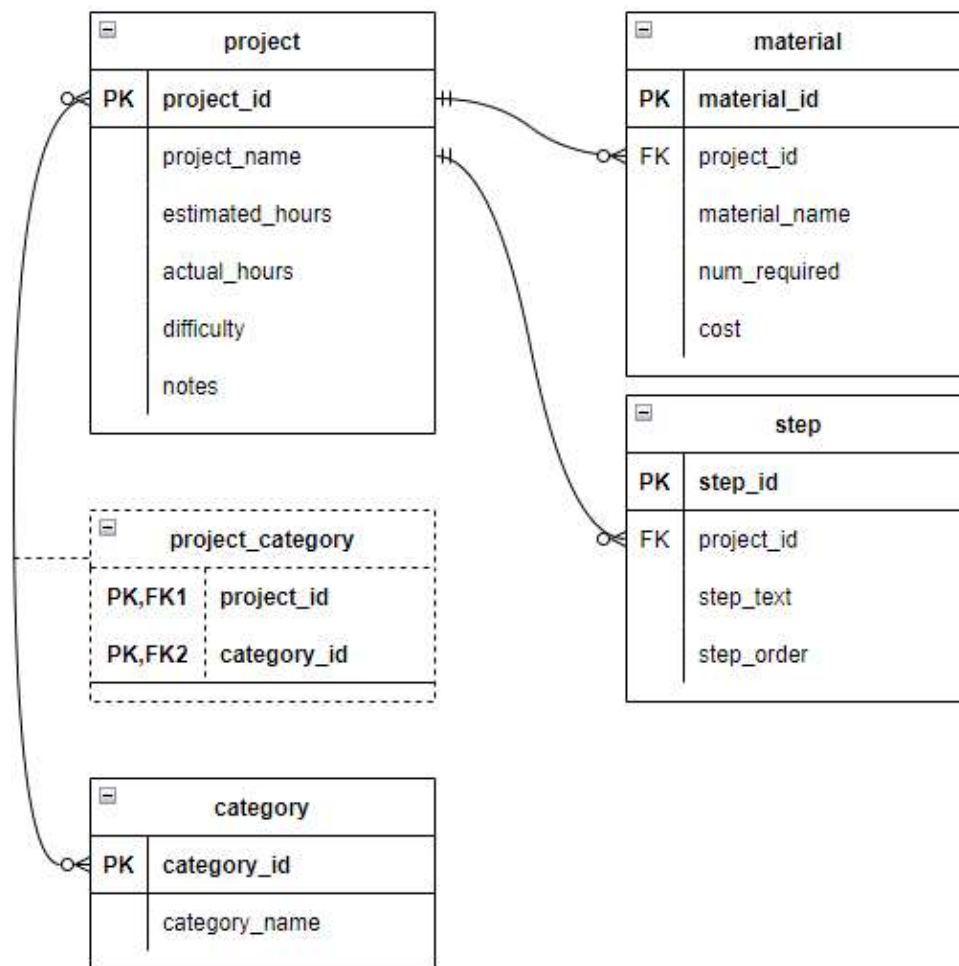 project
PK project_id
project_name
estimated_hours
actual_hours
difficulty
notes
material
PK material_id
FK project_id
material_name
num_required
cost
step
PK step_id
FK project_id
step_text
step_order
project_category
PK,FK1 project_id
PK,FK2 category_id
category
PK category_id
category_name